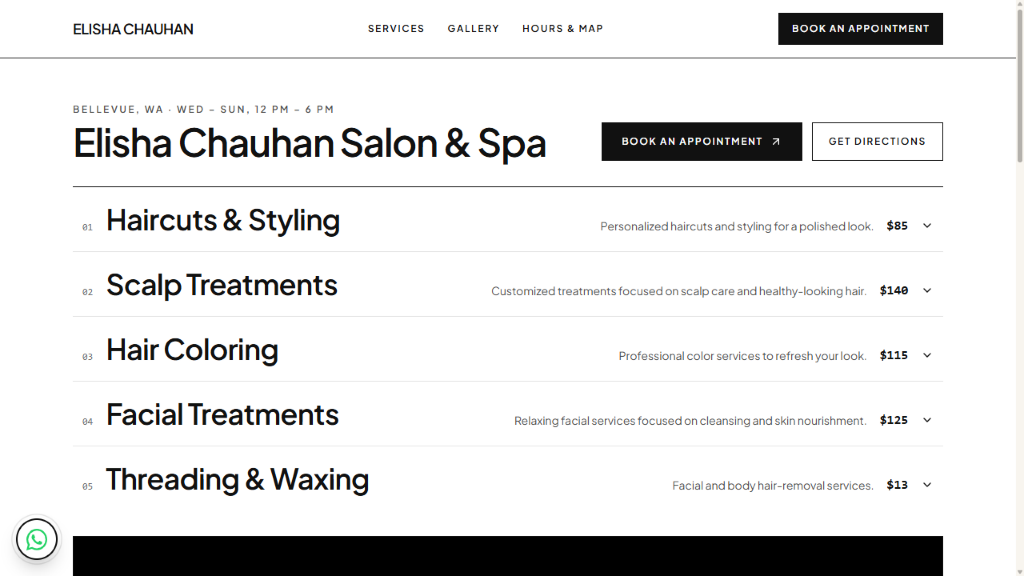 ELISHA CHAUHAN
SERVICES GALLERY HOURS & MAP
BOOK AN APPOINTMENT
BELLEVUE, WA · WED – SUN, 12 PM – 6 PM
Elisha Chauhan Salon & Spa
BOOK AN APPOINTMENT ↗
GET DIRECTIONS
01 Haircuts & Styling Personalized haircuts and styling for a polished look. $85
02 Scalp Treatments Customized treatments focused on scalp care and healthy-looking hair. $140
03 Hair Coloring Professional color services to refresh your look. $115
04 Facial Treatments Relaxing facial services focused on cleansing and skin nourishment. $125
05 Threading & Waxing Facial and body hair-removal services. $13